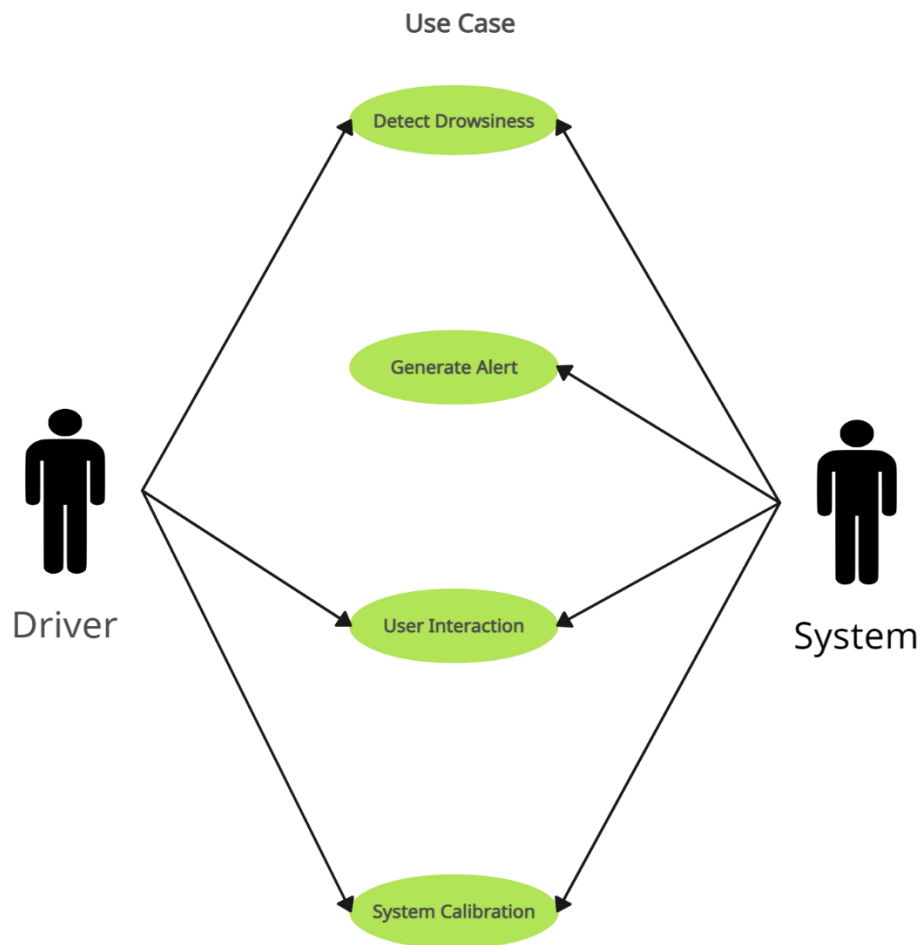 Use Case
Detect Drowsiness
Generate Alert
Driver
User Interaction
System
System Calibration